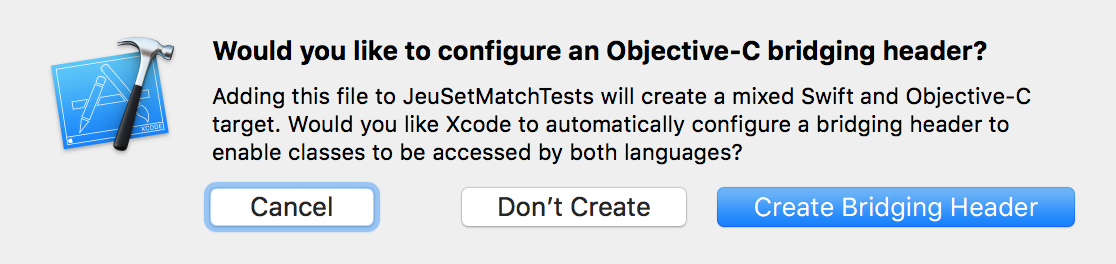 Would you like to configure an Objective-C bridging header?
Adding this file to JeuSetMatchTests will create a mixed Swift and Objective-C
target. Would you like Xcode to automatically configure a bridging header to
enable classes to be accessed by both languages?
XCODE
Cancel
Don’t Create
Create Bridging Header